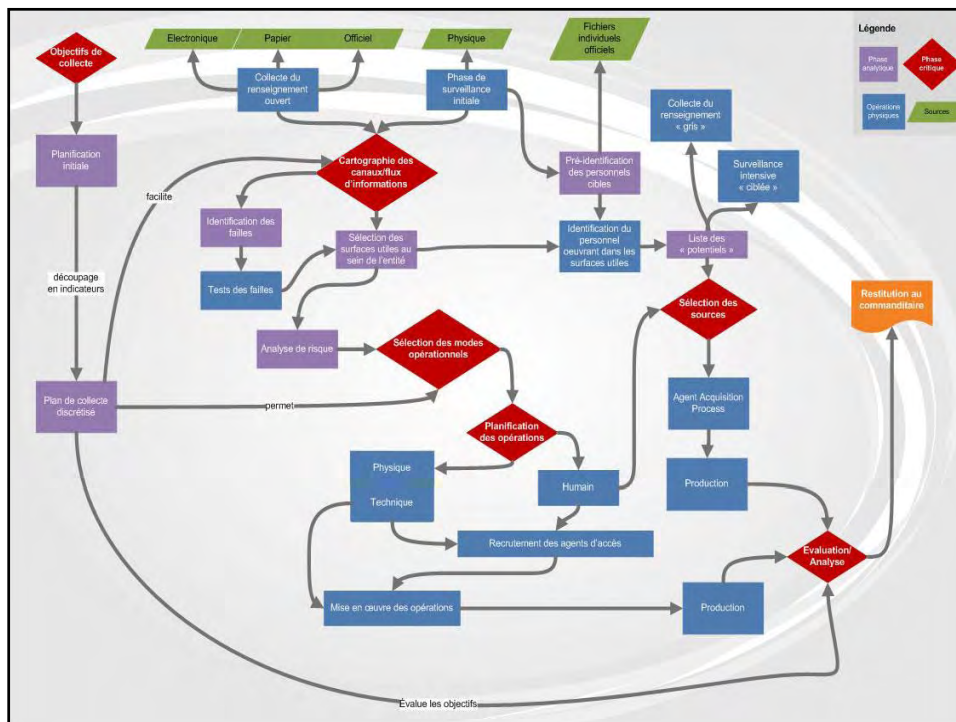 Objectifs de
collecte
Electronique
Papier
Officiel
Physique
Fichiers
individuels
officiels
Légende
Phase
analytique
Phase
critique
Opérations
physiques
Sources
Collecte du
renseignement
ouvert
Phase de
surveillance
initiale
Collecte du
renseignement
« gris »
Surveillance
intensive
« ciblée »
Planification
initiale
Cartographie des
canaux/flux
d'informations
Pré-identification
des personnels
cibles
facilite
Identification des
failles
Sélection des
surfaces utiles au
sein de l'entité
Identification du
personnel
oeuvrant dans les
surfaces utiles
Liste des
« potentiels »
Tests des failles
découpage
en indicateurs
Sélection des
sources
Restitution au
commanditaire
Analyse de risque
Sélection des modes
opérationnels
Plan de collecte
discrétisé
permet
Agent Acquisition
Process
Planification
des opérations
Physique
Technique
Humain
Production
Recrutement des agents d'accès
Évaluation/
Analyse
Mise en œuvre des opérations
Production
Évalue les objectifs